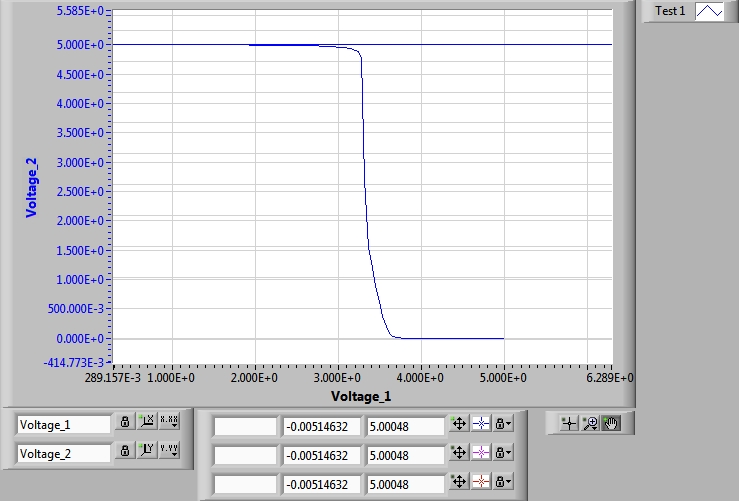 5.585E+0
Test 1
5.000E+0
4.500E+0
4.000E+0
3.500E+0
3.000E+0
2.500E+0
2.000E+0
1.500E+0
1.000E+0
500.000E-3
0.000E+0
-414.773E-3
Voltage_2
289.157E-3 1.000E+0 2.000E+0 3.000E+0 4.000E+0 5.000E+0 6.289E+0
Voltage_1
Voltage_1 X X.XX
Voltage_2 Y Y.YY
-0.00514632 5.00048
-0.00514632 5.00048
-0.00514632 5.00048